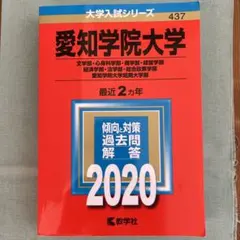 大学入試シリーズ
437
愛知学院大学
文学部・心身科学部・商学部・経営学部
経済学部・法学部・総合政策学部
愛知学院大学短期大学部
最近2カ年
傾向と対策
過去問
解答
2020
教学社